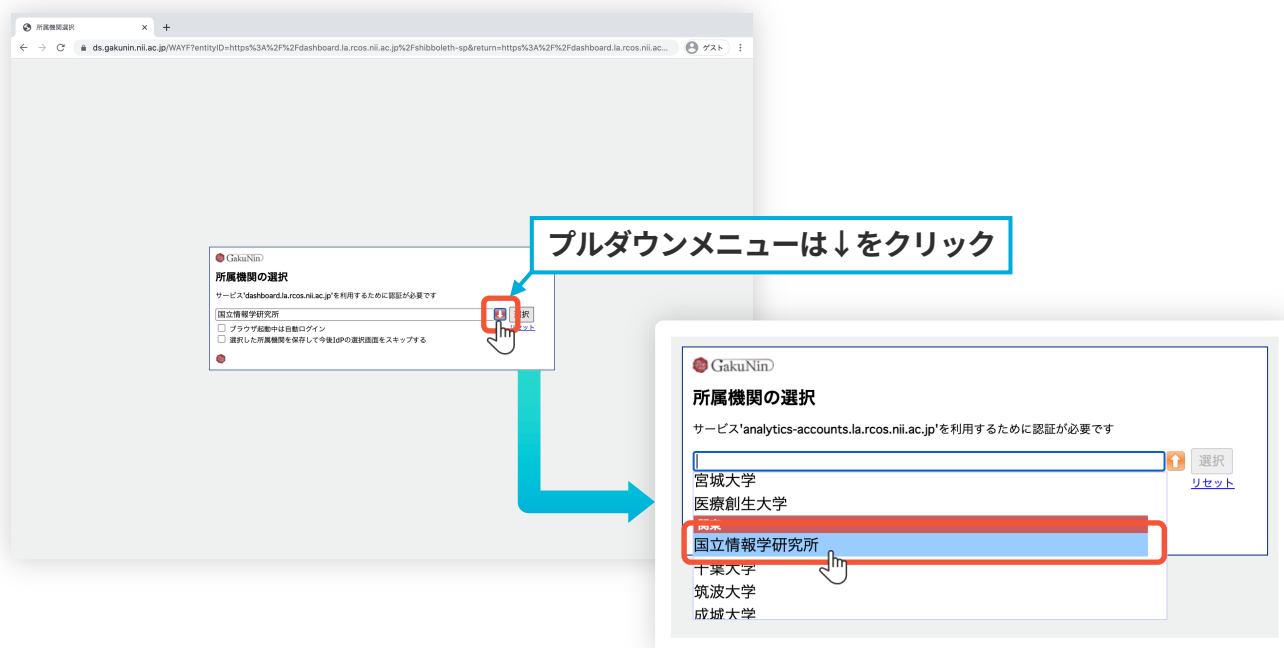 所属機関選択
ds.gakunin.nii.ac.jp/WAYF?entityID=https%3A%2F%2Fdashboard.la.rcos.nii.ac.jp%2Fshibboleth-sp&return=https%3A%2F%2Fdashboard.la.rcos.nii.ac...
ゲスト
プルダウンメニューは↓をクリック
GakuNin
所属機関の選択
サービス'dashboard.la.rcos.nii.ac.jp'を利用するために認証が必要です
国立情報学研究所
選択
リセット
ブラウザ起動中は自動ログイン
選択した所属機関を保存して今後IdPの選択画面をスキップする
GakuNin
所属機関の選択
サービス'analytics-accounts.la.rcos.nii.ac.jp'を利用するために認証が必要です
選択
リセット
宮城大学
医療創生大学
関東
国立情報学研究所
千葉大学
筑波大学
成城大学